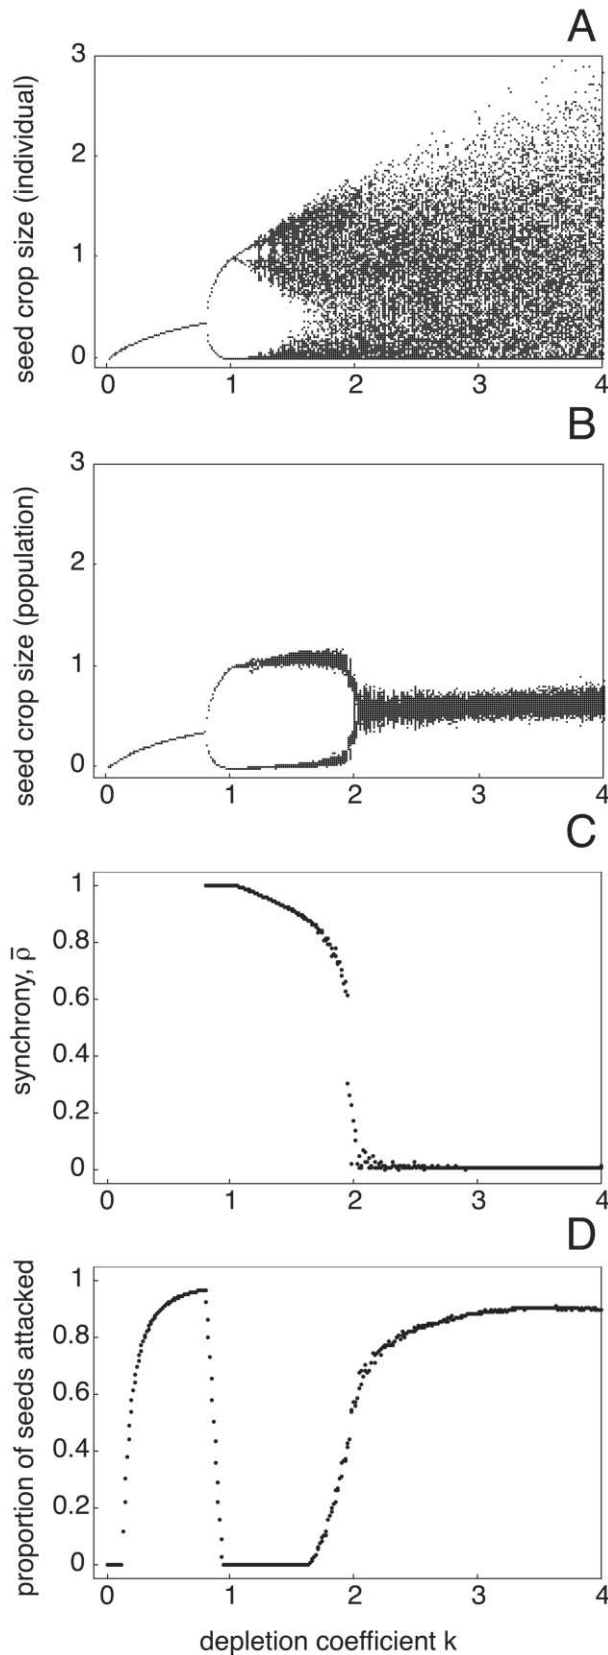 A
seed crop size (individual)
3
2
1
0
0 1 2 3 4
B
seed crop size (population)
3
2
1
0
0 1 2 3 4
C
synchrony, ρ̄
1
0.8
0.6
0.4
0.2
0
0 1 2 3 4
D
proportion of seeds attacked
1
0.8
0.6
0.4
0.2
0
0 1 2 3 4
depletion coefficient k